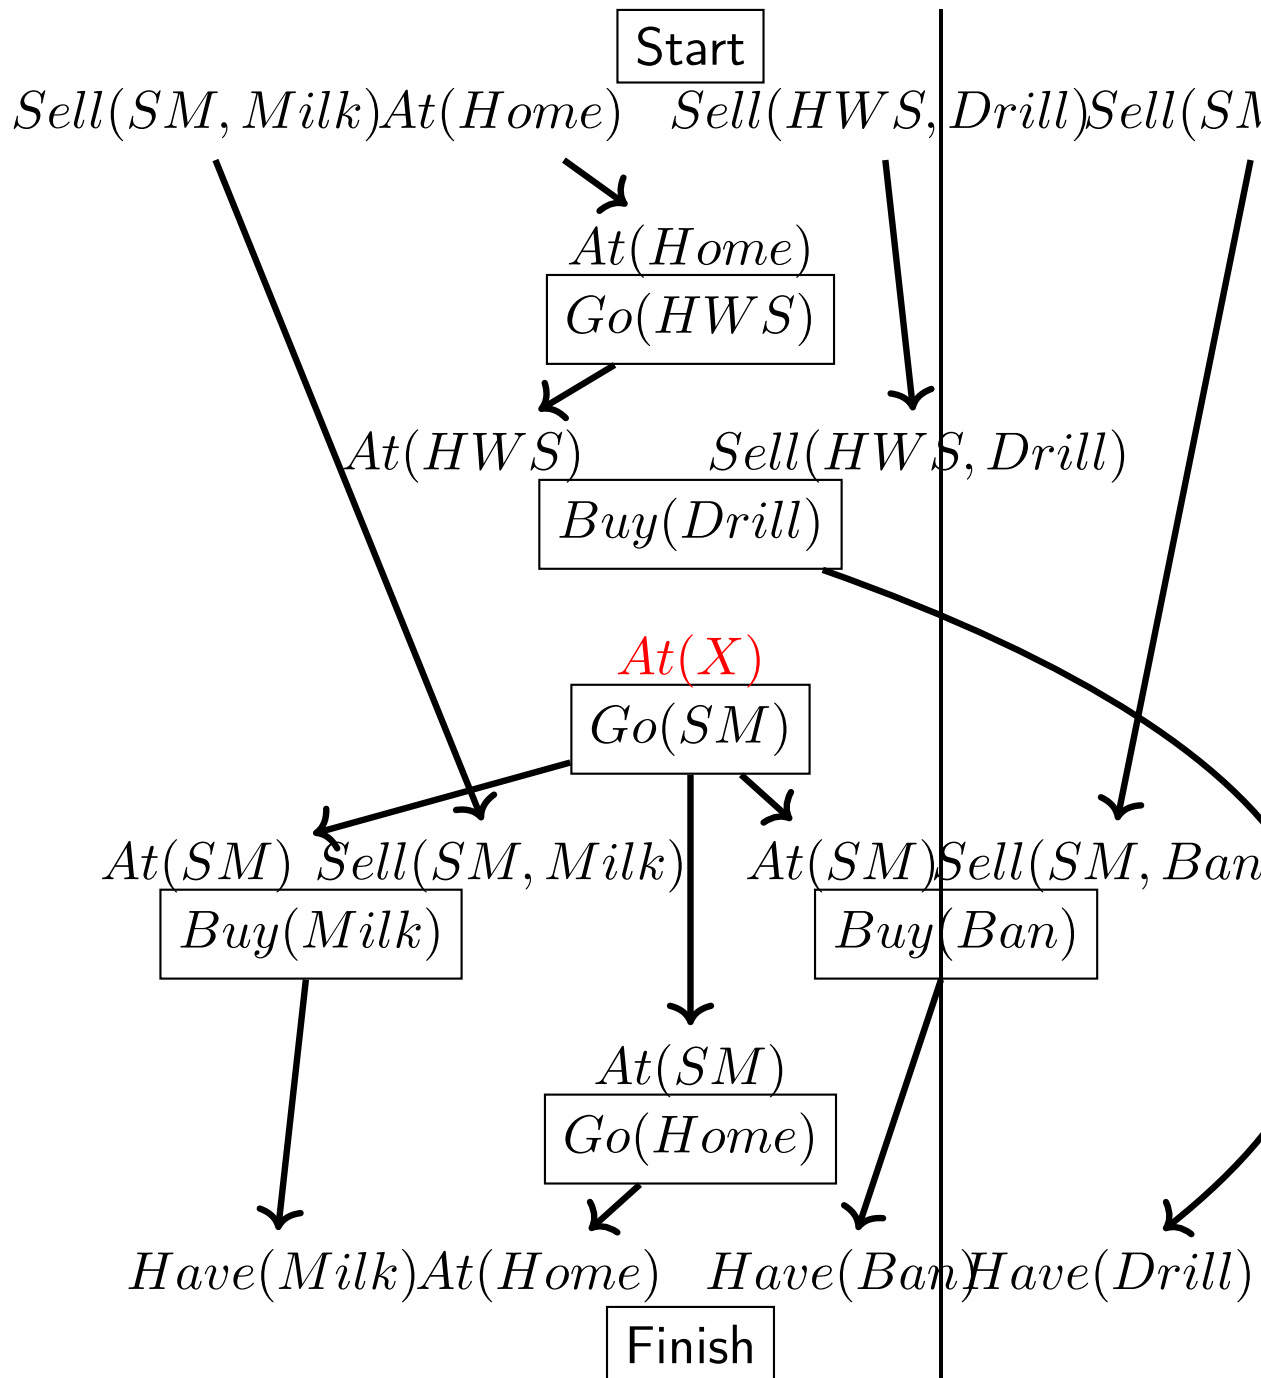 Start
Sell(SM, Milk) At(Home) Sell(HWS, Drill) Sell(SM
At(Home)
Go(HWS)
At(HWS) Sell(HWS, Drill)
Buy(Drill)
At(X)
Go(SM)
At(SM) Sell(SM, Milk) At(SM) Sell(SM, Ban
Buy(Milk) Buy(Ban)
At(SM)
Go(Home)
Have(Milk) At(Home) Have(Ban) Have(Drill)
Finish